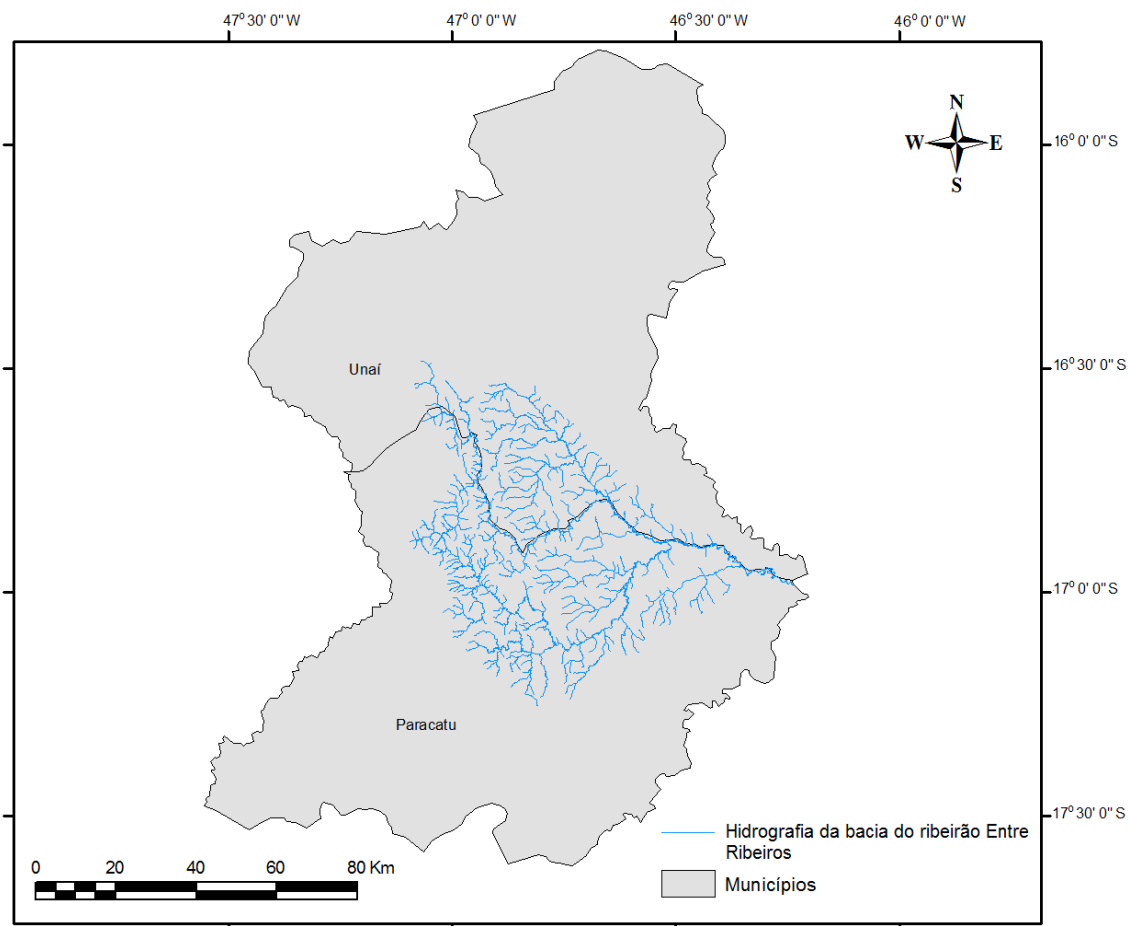 47° 30' 0" W
47° 0' 0" W
46° 30' 0" W
46° 0' 0" W
N
W
E
S
16° 0' 0" S
Unaí
16° 30' 0" S
17° 0' 0" S
Paracatu
17° 30' 0" S
Hidrografia da bacia do ribeirão Entre
Ribeiros
Municípios
0 20 40 60 80 Km